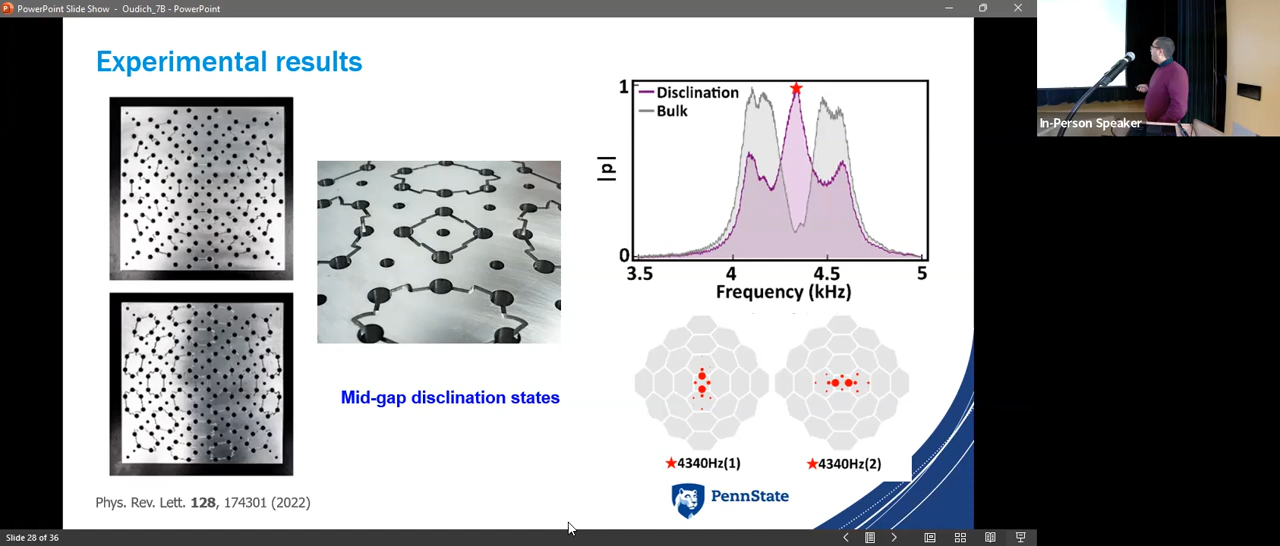 PowerPoint Slide Show - Oudich_7B - PowerPoint
Experimental results
Disclination
Bulk
1
|p|
0
3.5 4 4.5 5
Frequency (kHz)
Mid-gap disclination states
★4340Hz(1) ★4340Hz(2)
Phys. Rev. Lett. 128, 174301 (2022)
PennState
Slide 28 of 36
In-Person Speaker